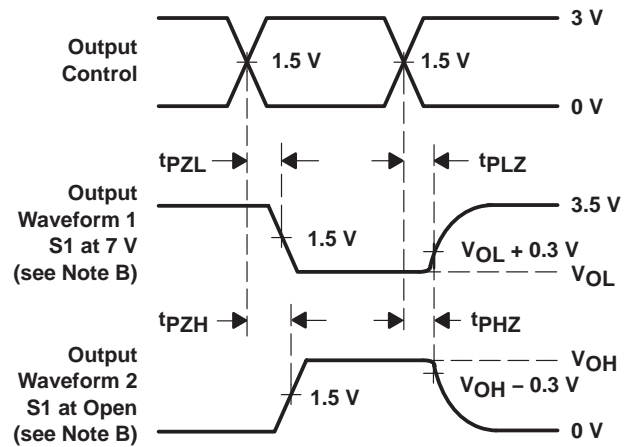 Output
Control
3 V
1.5 V
1.5 V
0 V
tPZL
tPLZ
Output
Waveform 1
S1 at 7 V
(see Note B)
3.5 V
1.5 V
VOL + 0.3 V
VOL
tPZH
tPHZ
Output
Waveform 2
S1 at Open
(see Note B)
VOH
1.5 V
VOH − 0.3 V
0 V